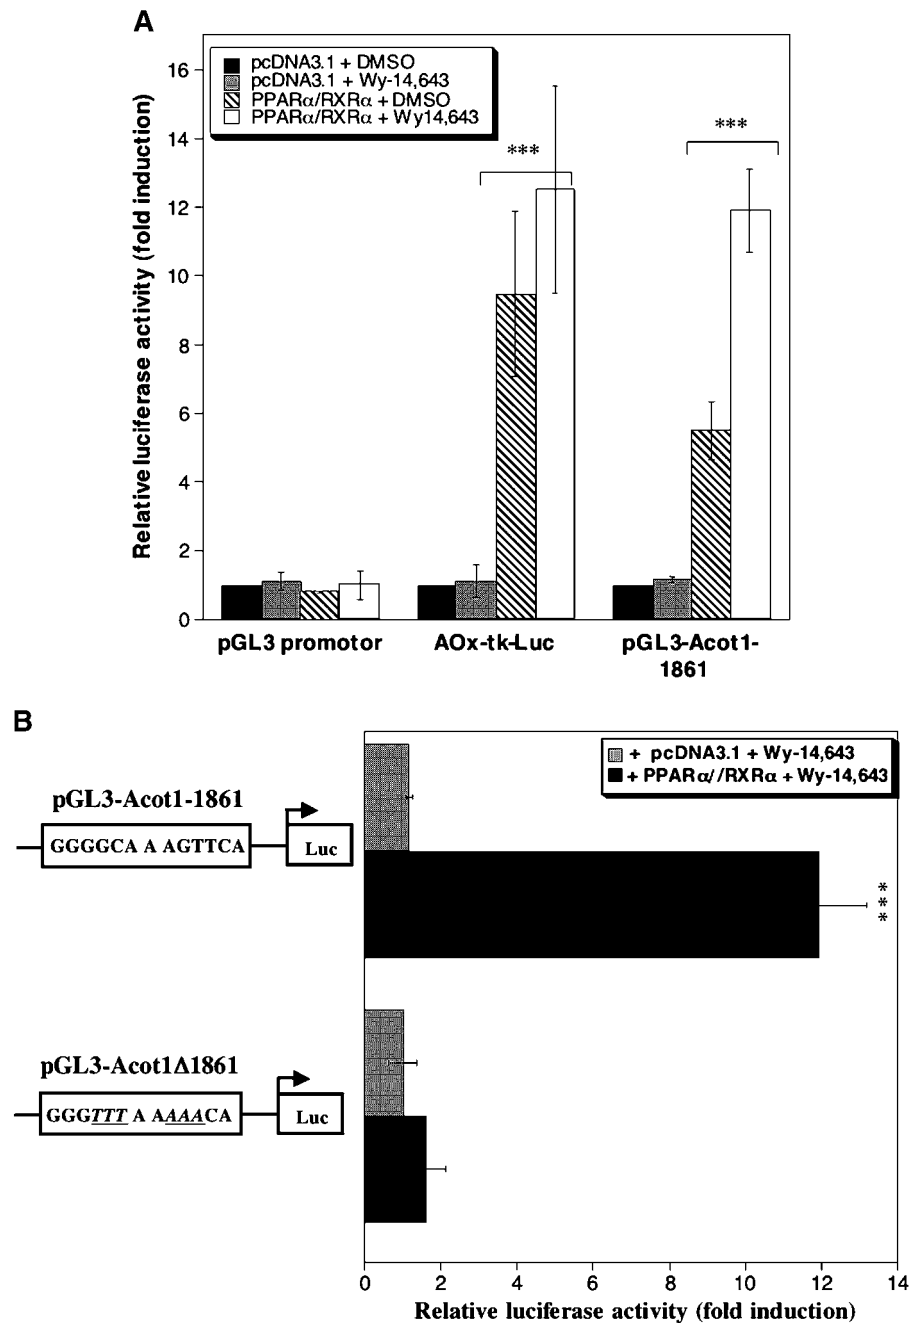 A
Relative luciferase activity (fold induction)
16
14
12
10
8
6
4
2
0
pcDNA3.1 + DMSO
pcDNA3.1 + Wy-14,643
PPARα/RXRα + DMSO
PPARα/RXRα + Wy14,643
***
***
pGL3 promotor
AOx-tk-Luc
pGL3-Acot1-
1861
B
+ pcDNA3.1 + Wy-14,643
+ PPARα//RXRα + Wy-14,643
pGL3-Acot1-1861
GGGGCA A AGTTCA
Luc
***
pGL3-Acot1Δ1861
GGGTTT A AAAACA
Luc
0 2 4 6 8 10 12 14
Relative luciferase activity (fold induction)